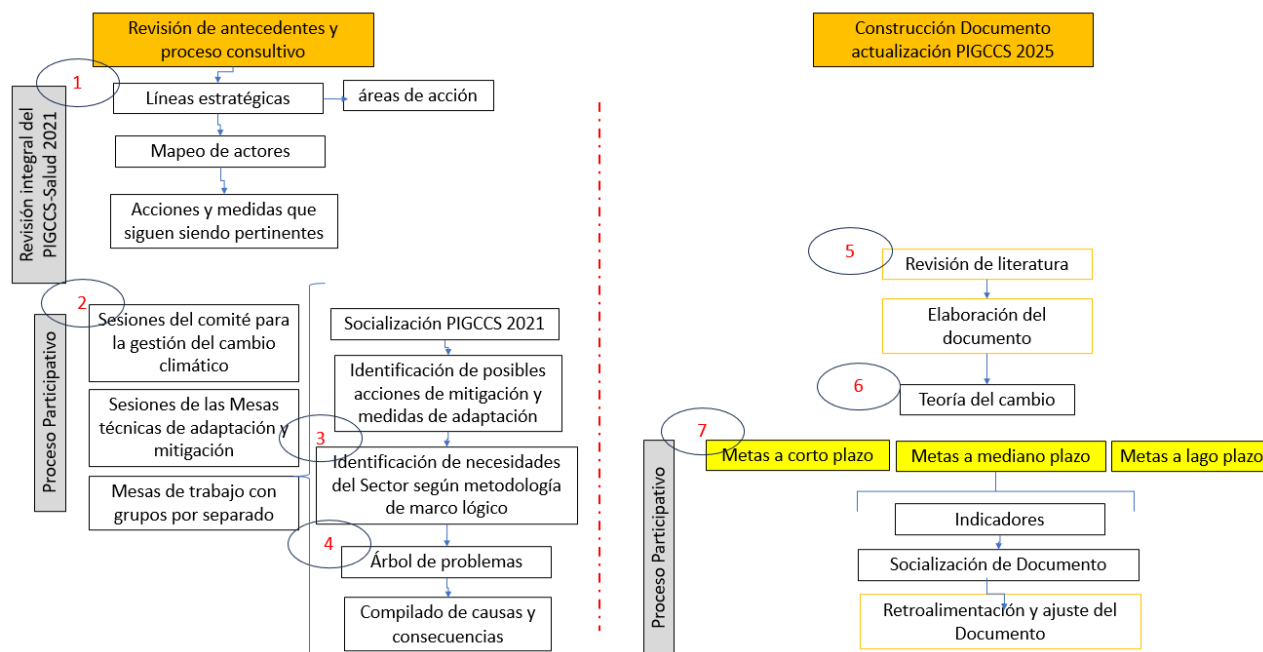 Revisión de antecedentes y
proceso consultivo
1
Líneas estratégicas
áreas de acción
Mapeo de actores
Acciones y medidas que
siguen siendo pertinentes
Revisión integral del
PIGCCS-Salud 2021
2
Sesiones del comité para
la gestión del cambio
climático
Sesiones de las Mesas
técnicas de adaptación y
mitigación
Mesas de trabajo con
grupos por separado
Proceso Participativo
Socialización PIGCCS 2021
Identificación de posibles
acciones de mitigación y
medidas de adaptación
3
Identificación de necesidades
del Sector según metodología
de marco lógico
4
Árbol de problemas
Compilado de causas y
consecuencias
Construcción Documento
actualización PIGCCS 2025
5
Revisión de literatura
Elaboración del
documento
6
Teoría del cambio
7
Metas a corto plazo
Metas a mediano plazo
Metas a lago plazo
Proceso Participativo
Indicadores
Socialización de Documento
Retroalimentación y ajuste del
Documento